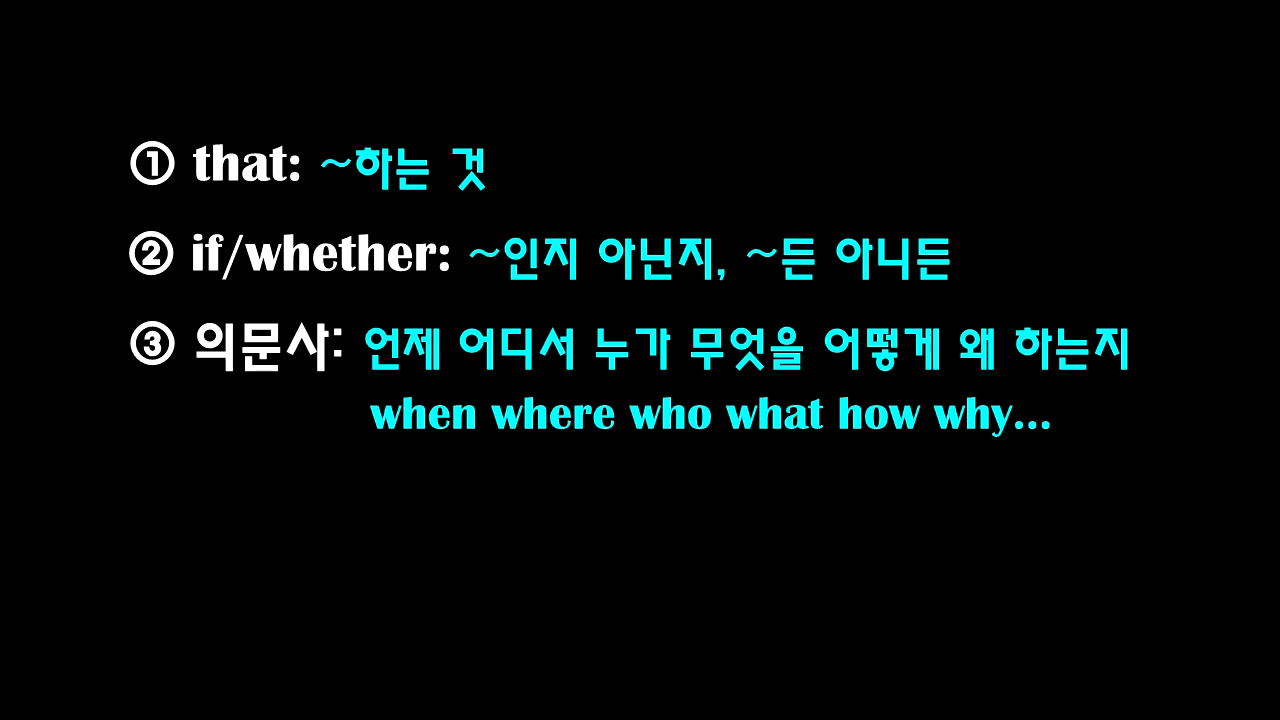 ① that: ~하는 것
② if/whether: ~인지 아닌지, ~든 아니든
③ 의문사: 언제 어디서 누가 무엇을 어떻게 왜 하는지
when where who what how why...